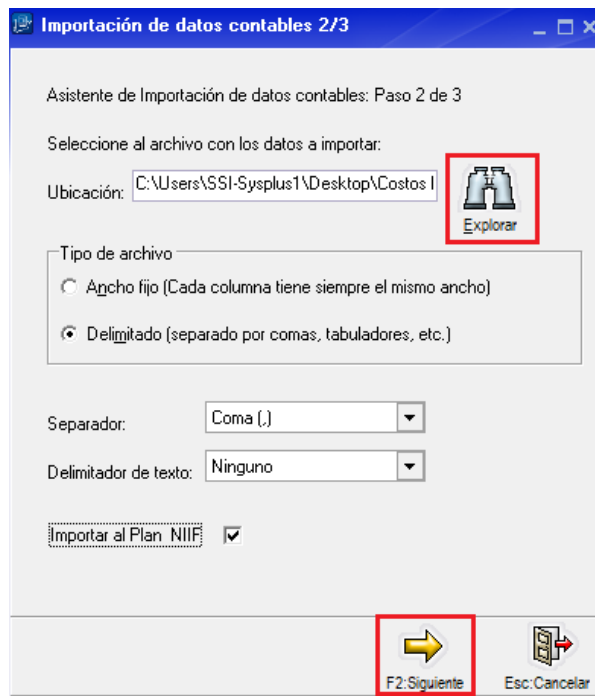 Importación de datos contables 2/3
Asistente de Importación de datos contables: Paso 2 de 3
Seleccione al archivo con los datos a importar:
Ubicación: C:\Users\SSI-Sysplus1\Desktop\Costos I
Explorar
Tipo de archivo
Ancho fijo (Cada columna tiene siempre el mismo ancho)
Delimitado (separado por comas, tabuladores, etc.)
Separador: Coma (,)
Delimitador de texto: Ninguno
Importar al Plan NIIF
F2:Siguiente Esc:Cancelar